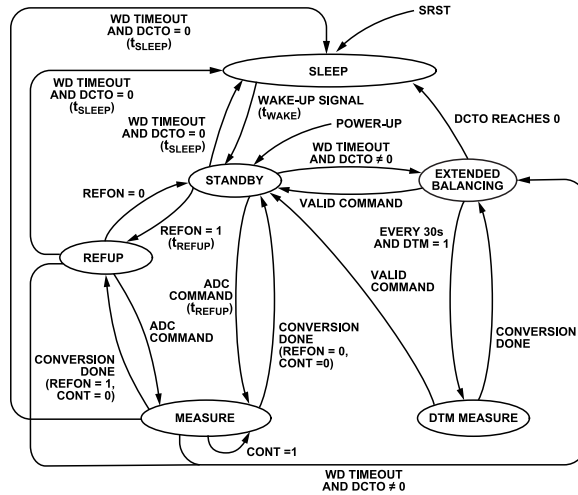 WD TIMEOUT
AND DCTO = 0
(tSLEEP)
SRST
SLEEP
WD TIMEOUT
AND DCTO = 0
(tSLEEP)
WAKE-UP SIGNAL
(tWAKE)
WD TIMEOUT
AND DCTO = 0
(tSLEEP)
DCTO REACHES 0
POWER-UP
WD TIMEOUT
AND DCTO ≠ 0
STANDBY
EXTENDED
BALANCING
VALID COMMAND
REFON = 0
REFON = 1
(tREFUP)
EVERY 30s
AND DTM = 1
REFUP
VALID
COMMAND
ADC
COMMAND
(tREFUP)
ADC
COMMAND
CONVERSION
DONE
(REFON = 0,
CONT =0)
CONVERSION
DONE
CONVERSION
DONE
(REFON = 1,
CONT = 0)
MEASURE
DTM MEASURE
CONT =1
WD TIMEOUT
AND DCTO ≠ 0